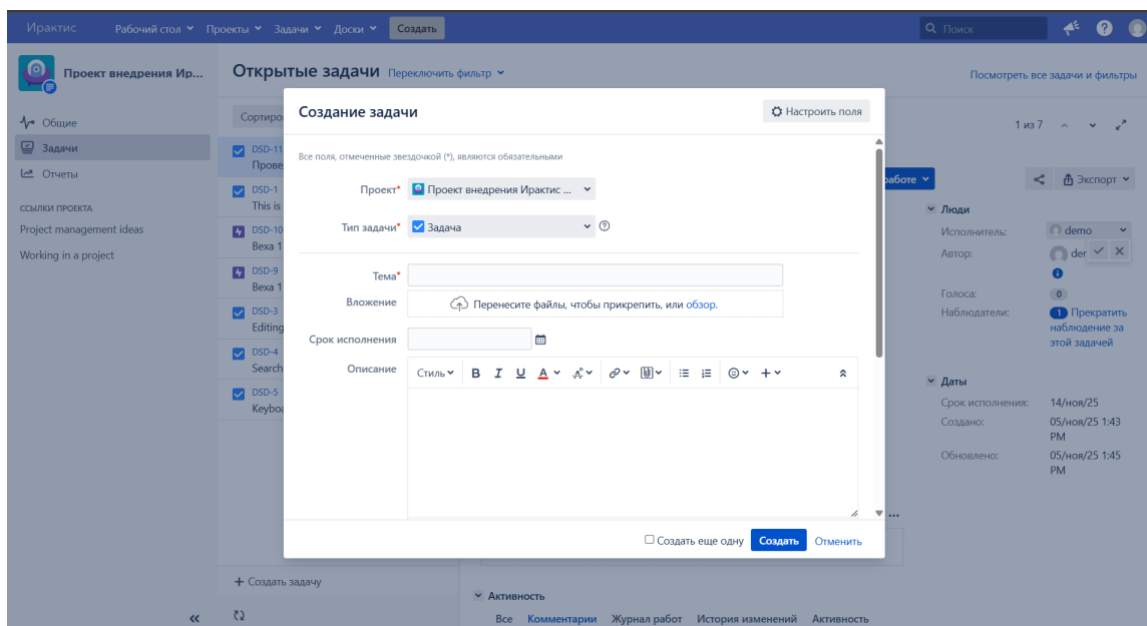 Ирактис Рабочий стол Проекты Задачи Доски Создать Поиск
Проект внедрения Ир...
Общие
Задачи
Отчеты
ССЫЛКИ ПРОЕКТА
Project management ideas
Working in a project
Открытые задачи Переключить фильтр
Посмотреть все задачи и фильтры
1 из 7
DSD-11
DSD-1
This is
DSD-10
Веха 1
DSD-9
Веха 1
DSD-3
Editing
DSD-4
Search
DSD-5
+ Создать задачу
Создание задачи
Настроить поля
Все поля, отмеченные звездочкой (*), являются обязательными
Проект* Проект внедрения Ирактис ...
Тип задачи* Задача
Тема*
Вложение Перенесите файлы, чтобы прикрепить, или обзор.
Срок исполнения
Описание Стиль B I U A
Создать еще одну Создать Отменить
Экспорт
Люди
Исполнитель: demo
Автор:
Голоса: 0
Наблюдатели: 1 Прекратить
наблюдение за
этой задачей
Даты
Срок исполнения: 14/ноя/25
Создано: 05/ноя/25 1:43
PM
Обновлено: 05/ноя/25 1:45
PM
Активность
Все Комментарии Журнал работ История изменений Активность